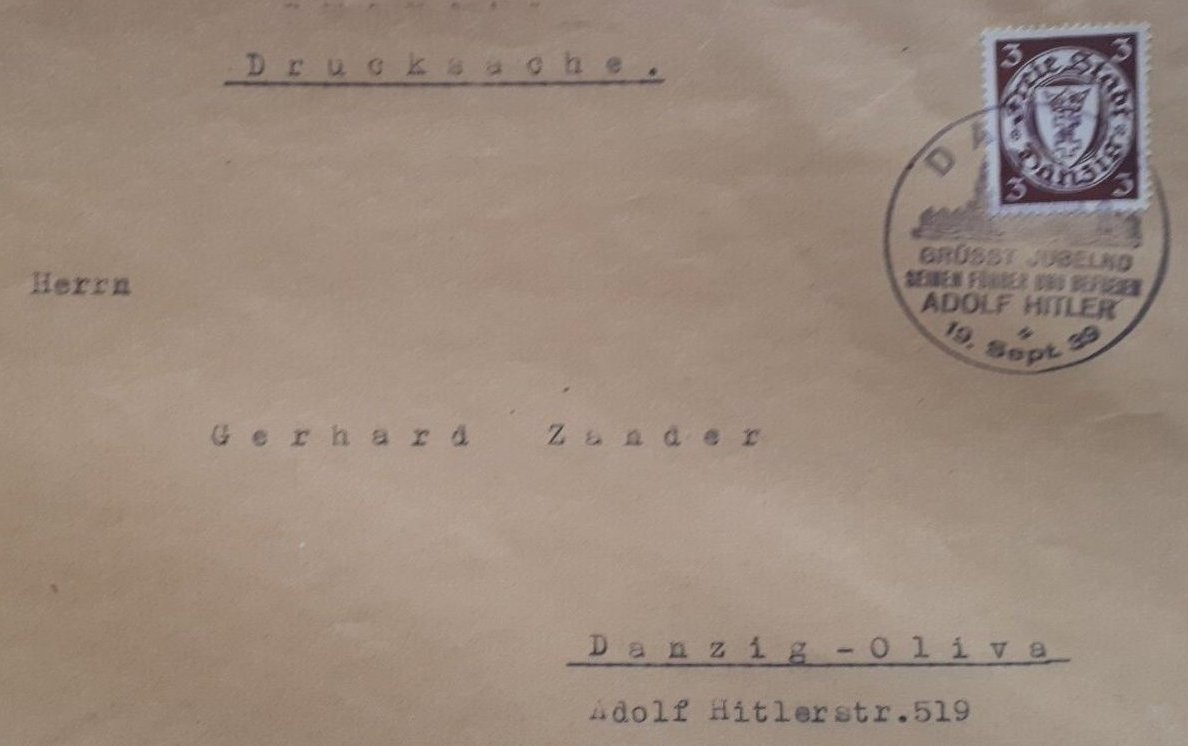 Drucksache.
3 3
Freie Stadt
Danzig
3 3
DA
GRÜSST JUBELND
SEINEN FÜHRER UND BEFREIER
ADOLF HITLER
19. Sept. 39
Herrn
Gerhard Zander
Danzig-Oliva
Adolf Hitlerstr.519